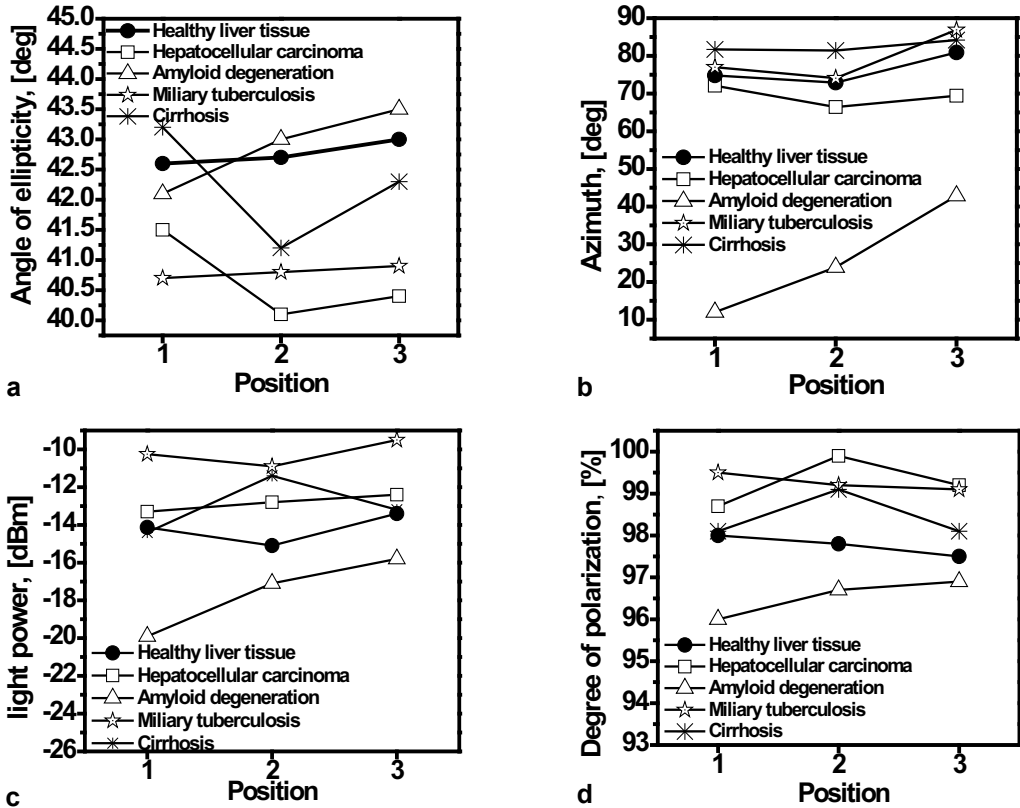 45.0
44.5
44.0
43.5
43.0
42.5
42.0
41.5
41.0
40.5
40.0
Angle of ellipticity, [deg]
Healthy liver tissue
Hepatocellular carcinoma
Amyloid degeneration
Miliary tuberculosis
Cirrhosis
1 2 3
Position
a
90
80
70
60
50
40
30
20
10
Azimuth, [deg]
Healthy liver tissue
Hepatocellular carcinoma
Amyloid degeneration
Miliary tuberculosis
Cirrhosis
1 2 3
Position
b
-10
-12
-14
-16
-18
-20
-22
-24
-26
light power, [dBm]
Healthy liver tissue
Hepatocellular carcinoma
Amyloid degeneration
Miliary tuberculosis
Cirrhosis
1 2 3
Position
c
100
99
98
97
96
95
94
93
Degree of polarization, [%]
Healthy liver tissue
Hepatocellular carcinoma
Amyloid degeneration
Miliary tuberculosis
Cirrhosis
1 2 3
Position
d